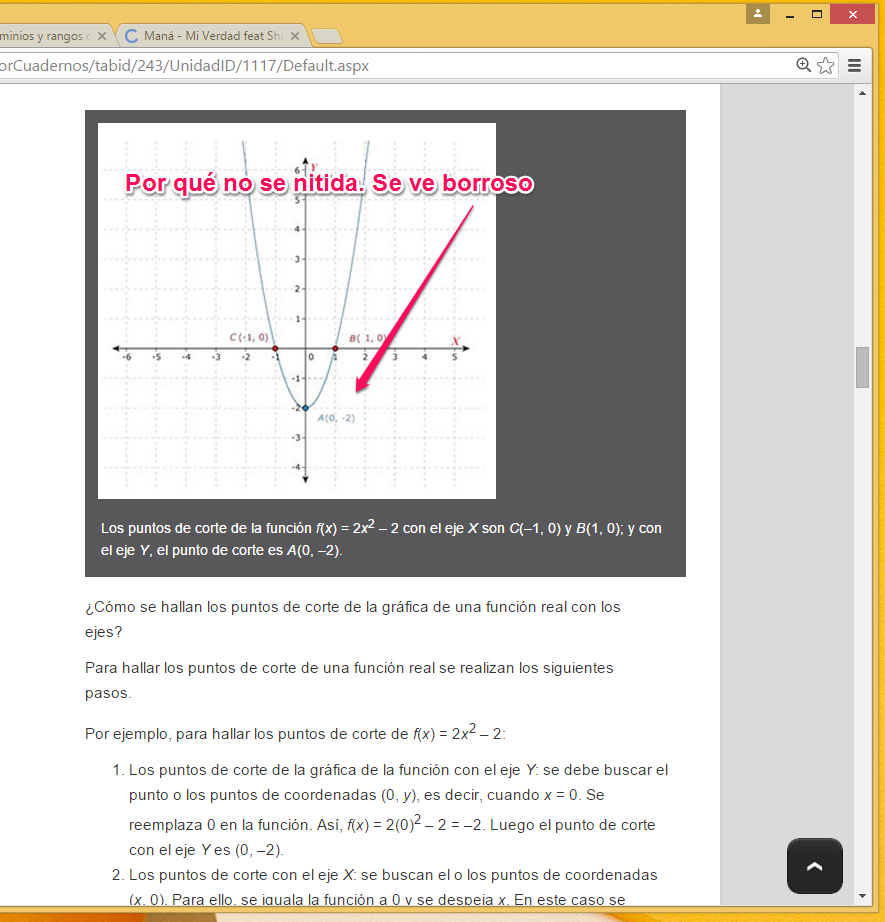 minios y rangos
Maná - Mi Verdad feat Sh
orCuadernos/tabid/243/UnidadID/1117/Default.aspx
Por qué no se nitida. Se ve borroso
Y
6
5
4
3
2
1
C(-1, 0)
B( 1, 0)
X
-6 -5 -4 -3 -2 -1 0 1 2 3 4 5
-1
-2
A(0, -2)
-3
-4
Los puntos de corte de la función f(x) = 2x² – 2 con el eje X son C(–1, 0) y B(1, 0); y con
el eje Y, el punto de corte es A(0, –2).
¿Cómo se hallan los puntos de corte de la gráfica de una función real con los
ejes?
Para hallar los puntos de corte de una función real se realizan los siguientes
pasos.
Por ejemplo, para hallar los puntos de corte de f(x) = 2x² – 2:
1. Los puntos de corte de la gráfica de la función con el eje Y: se debe buscar el
punto o los puntos de coordenadas (0, y), es decir, cuando x = 0. Se
reemplaza 0 en la función. Así, f(x) = 2(0)² – 2 = –2. Luego el punto de corte
con el eje Y es (0, –2).
2. Los puntos de corte con el eje X: se buscan el o los puntos de coordenadas
(x, 0). Para ello, se iguala la función a 0 y se despeja x. En este caso se